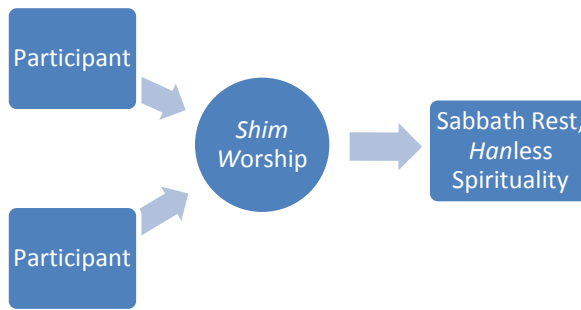 Participant
Shim
Worship
Sabbath Rest,
Hanless
Spirituality
Participant